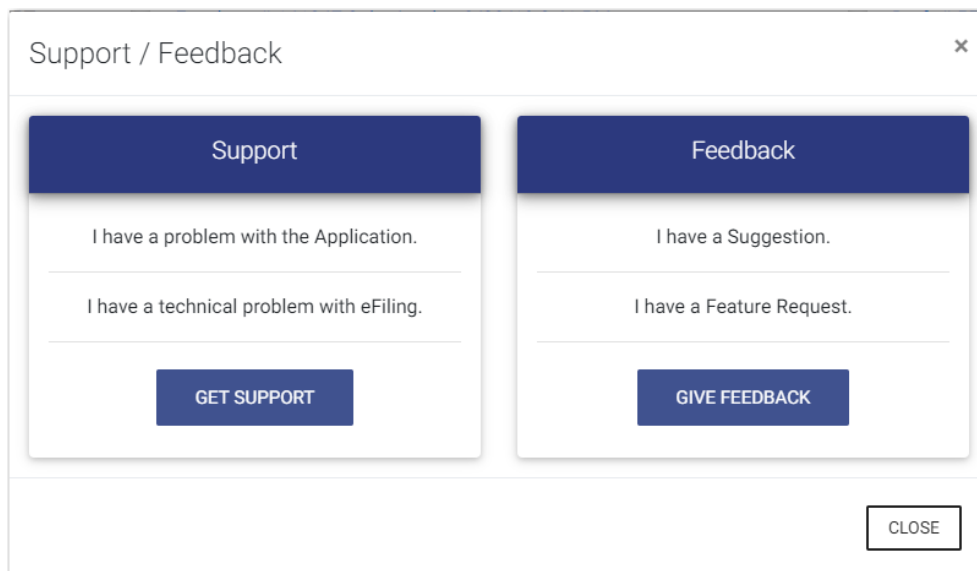 Support / Feedback
×
Support
I have a problem with the Application.
I have a technical problem with eFiling.
GET SUPPORT
Feedback
I have a Suggestion.
I have a Feature Request.
GIVE FEEDBACK
CLOSE